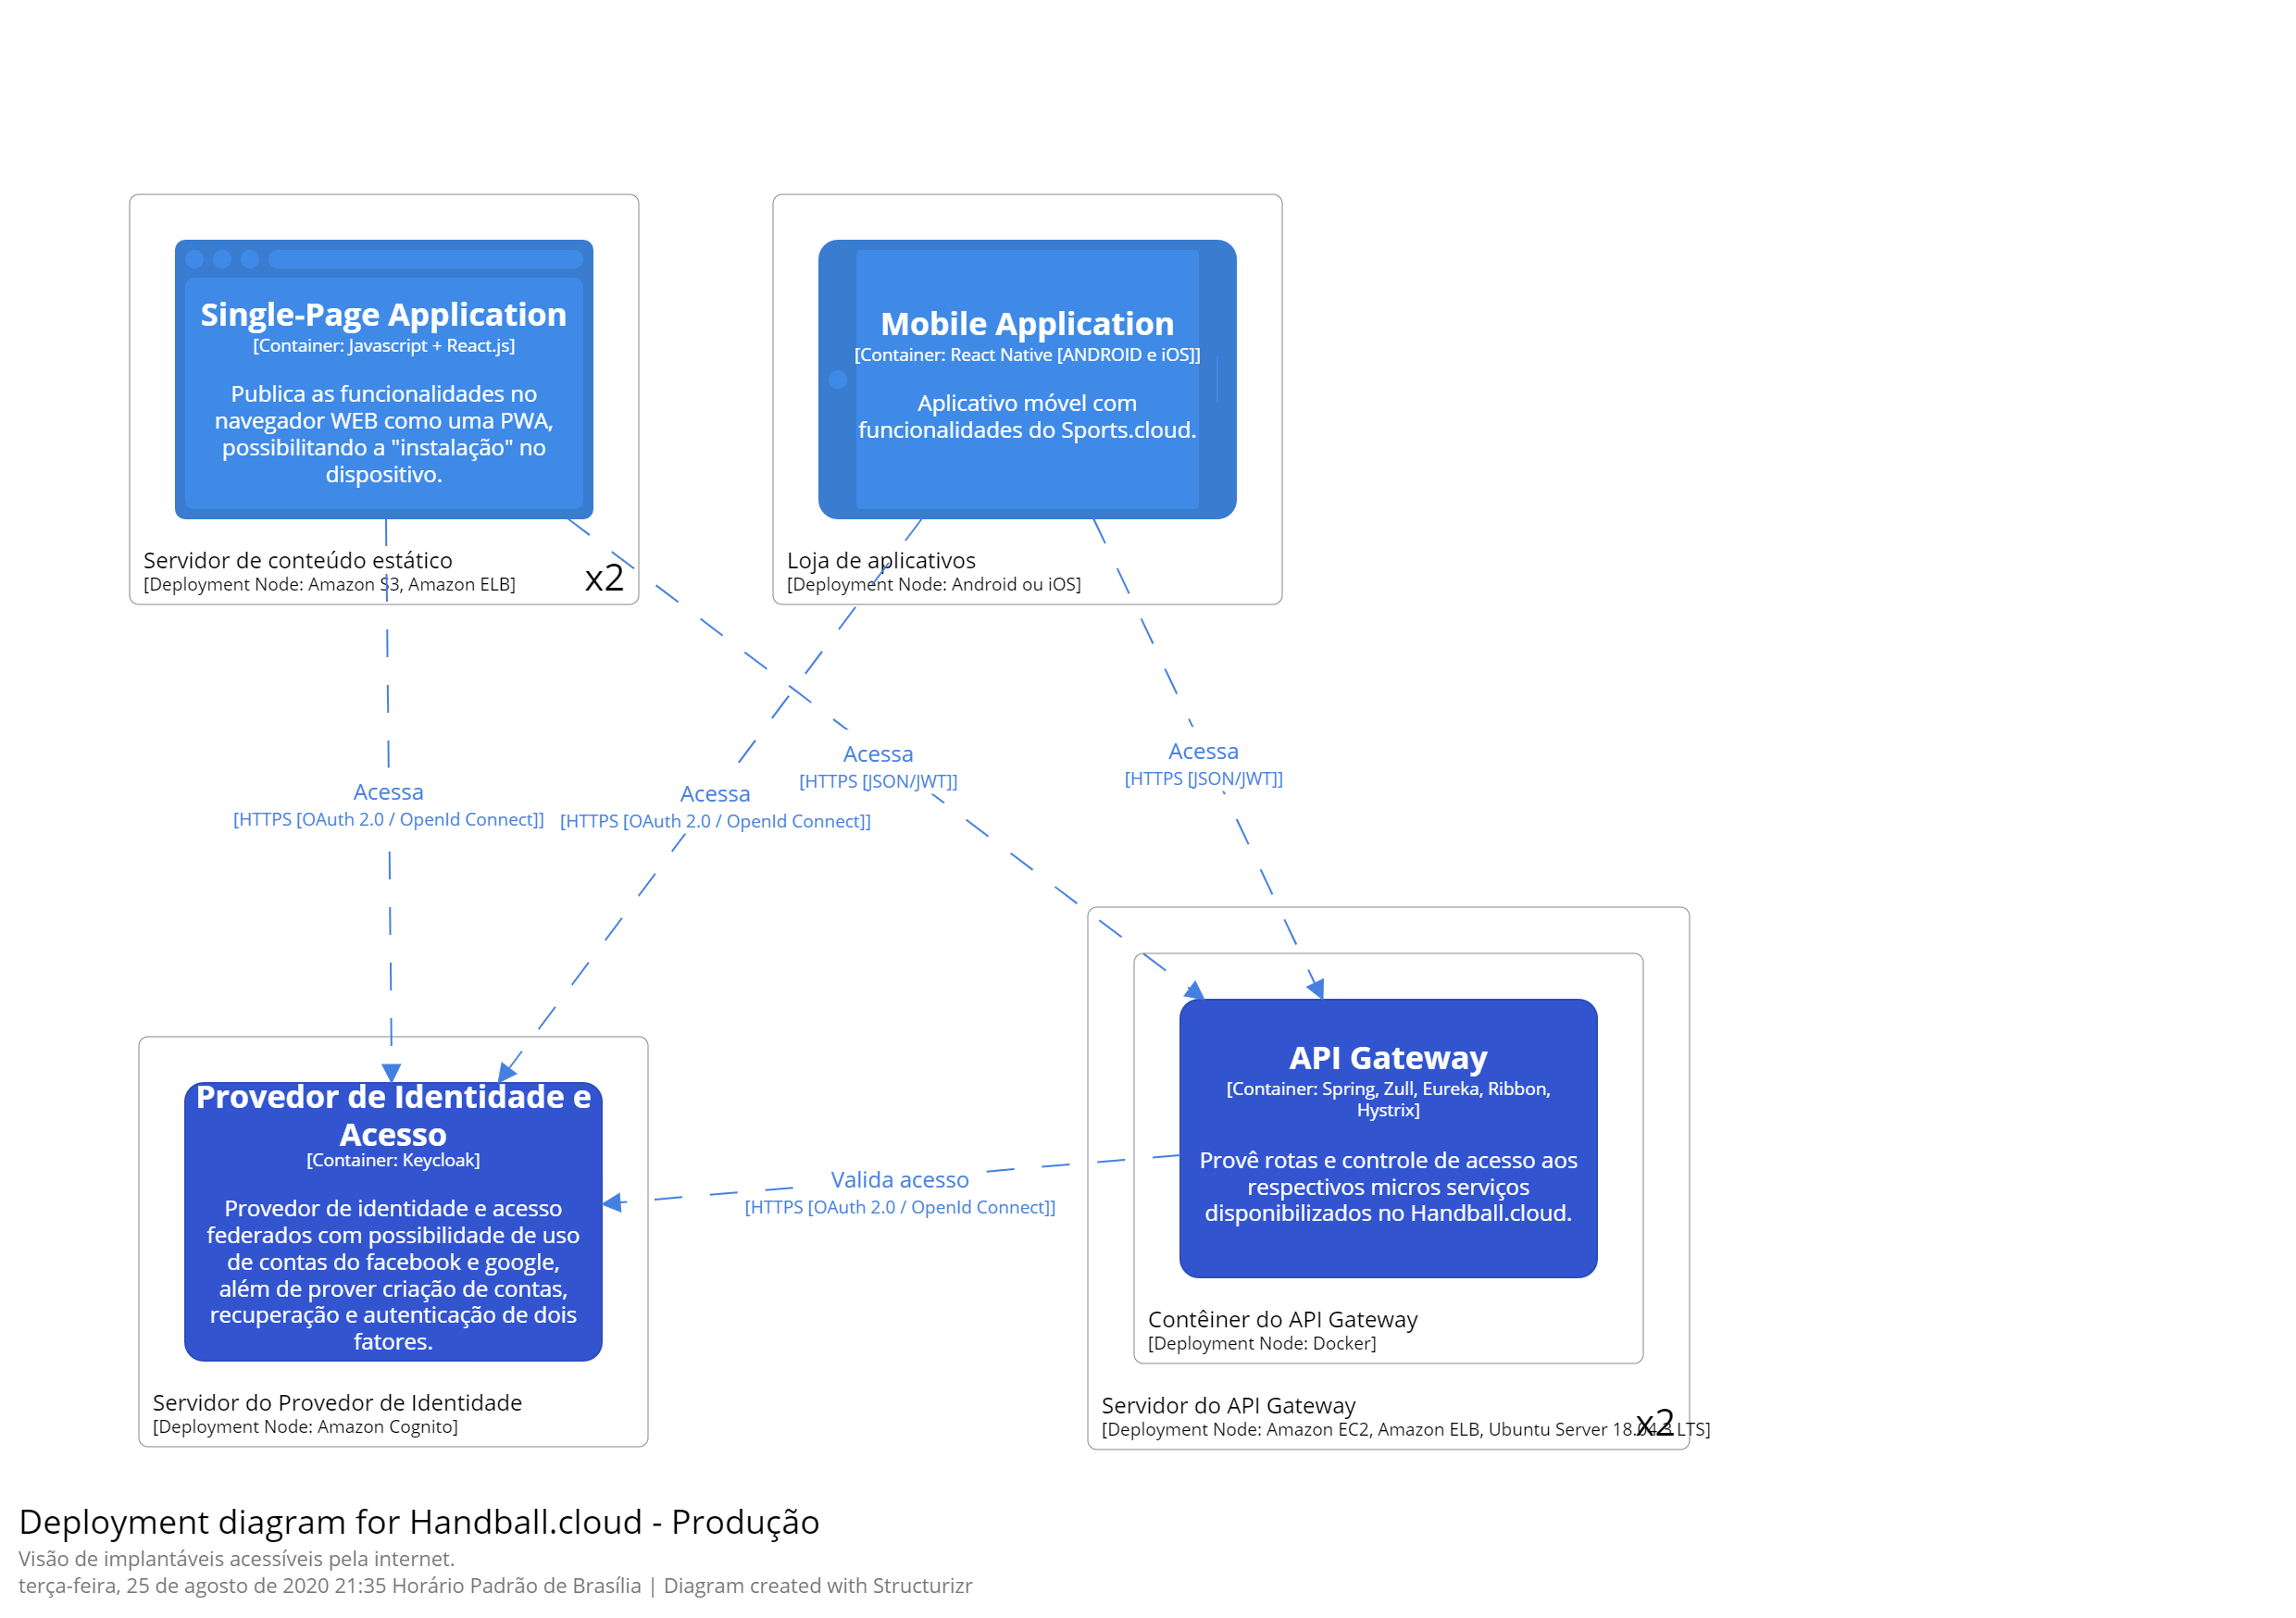 Single-Page Application
[Container: Javascript + React.js]
Publica as funcionalidades no
navegador WEB como uma PWA,
possibilitando a "instalação" no
dispositivo.
Servidor de conteúdo estático
[Deployment Node: Amazon S3, Amazon ELB]
x2
Mobile Application
[Container: React Native [ANDROID e iOS]]
Aplicativo móvel com
funcionalidades do Sports.cloud.
Loja de aplicativos
[Deployment Node: Android ou iOS]
Acessa
[HTTPS [OAuth 2.0 / OpenId Connect]]
Acessa
[HTTPS [OAuth 2.0 / OpenId Connect]]
Acessa
[HTTPS [JSON/JWT]]
Acessa
[HTTPS [JSON/JWT]]
Provedor de Identidade e
Acesso
[Container: Keycloak]
Provedor de identidade e acesso
federados com possibilidade de uso
de contas do facebook e google,
além de prover criação de contas,
recuperação e autenticação de dois
fatores.
Servidor do Provedor de Identidade
[Deployment Node: Amazon Cognito]
Valida acesso
[HTTPS [OAuth 2.0 / OpenId Connect]]
API Gateway
[Container: Spring, Zull, Eureka, Ribbon,
Hystrix]
Provê rotas e controle de acesso aos
respectivos micros serviços
disponibilizados no Handball.cloud.
Contêiner do API Gateway
[Deployment Node: Docker]
Servidor do API Gateway
[Deployment Node: Amazon EC2, Amazon ELB, Ubuntu Server 18.04.3 LTS]
x2
Deployment diagram for Handball.cloud - Produção
Visão de implantáveis acessíveis pela internet.
terça-feira, 25 de agosto de 2020 21:35 Horário Padrão de Brasília | Diagram created with Structurizr